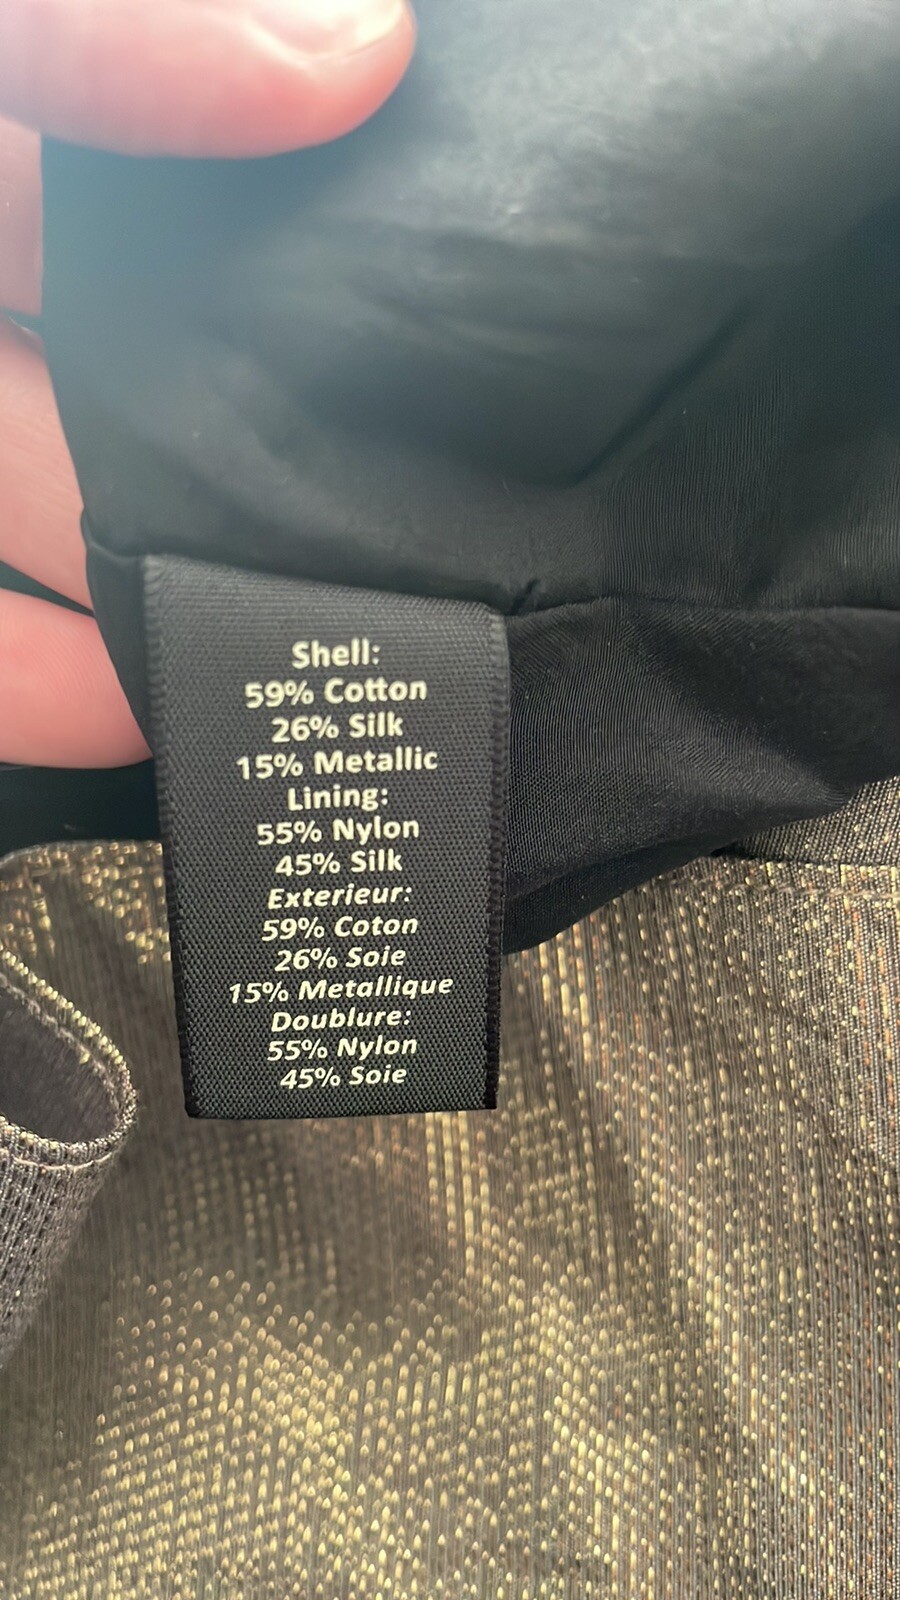 Shell:
59% Cotton
26% Silk
15% Metallic
Lining:
55% Nylon
45% Silk
Exterieur:
59% Coton
26% Soie
15% Metallique
Doublure:
55% Nylon
45% Soie